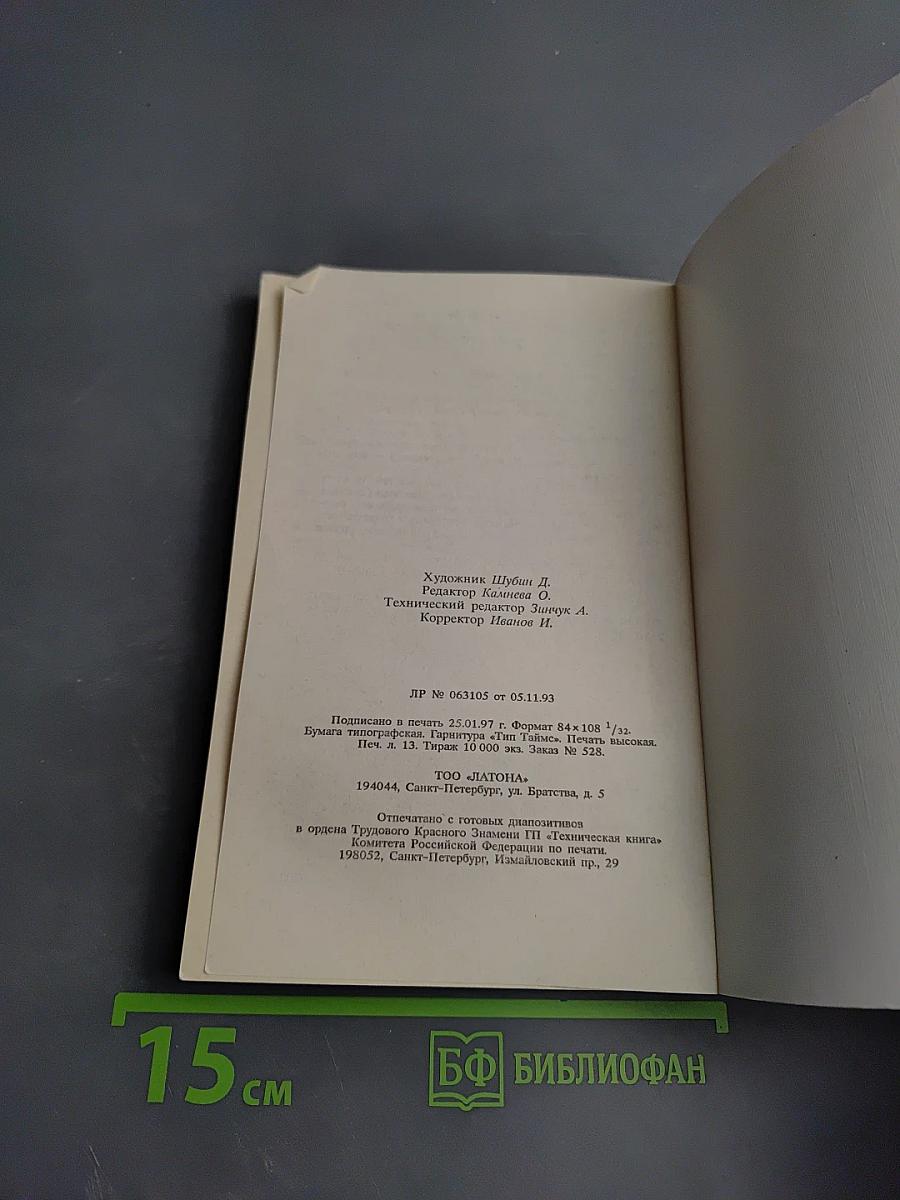 Художник Шубин Д.
Редактор Камнева О.
Технический редактор Зинчук А.
Корректор Иванов И.
ЛР № 063105 от 05.11.93
Подписано в печать 25.01.97 г. Формат 84×108 1/32.
Бумага типографская. Гарнитура «Тип Таймс». Печать высокая.
Печ. л. 13. Тираж 10 000 экз. Заказ № 528.
ТОО «ЛАТОНА»
194044, Санкт-Петербург, ул. Братства, д. 5
Отпечатано с готовых диапозитивов
в ордена Трудового Красного Знамени ГП «Техническая книга»
Комитета Российской Федерации по печати.
198052, Санкт-Петербург, Измайловский пр., 29
15 см
БФ БИБЛИОФАН